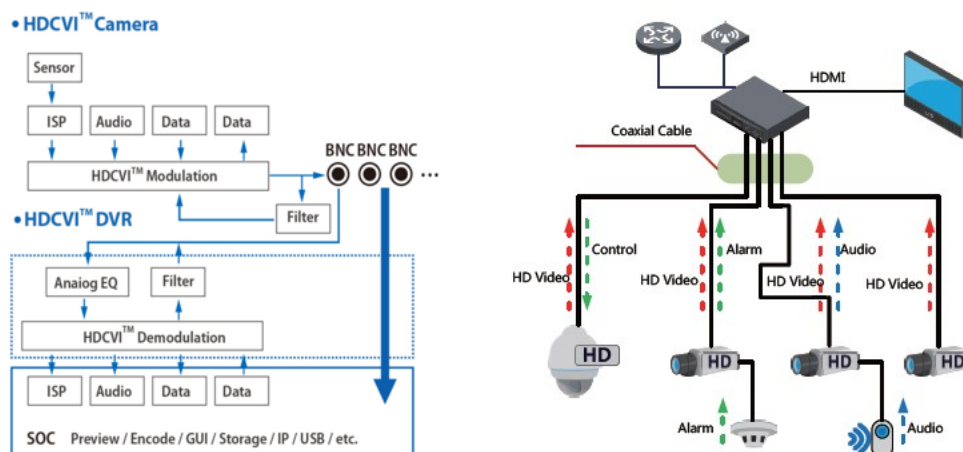 • HDCVI™ Camera
Sensor
ISP
Audio
Data
Data
BNC BNC BNC
HDCVI™ Modulation
...
Filter
• HDCVI™ DVR
Anaiog EQ
Filter
HDCVI™ Demodulation
ISP
Audio
Data
Data
SOC Preview / Encode / GUI / Storage / IP / USB / etc.
HDMI
Coaxial Cable
Control
Alarm
Audio
HD Video
HD Video
HD Video
HD Video
HD
HD
HD
HD
Alarm
Audio